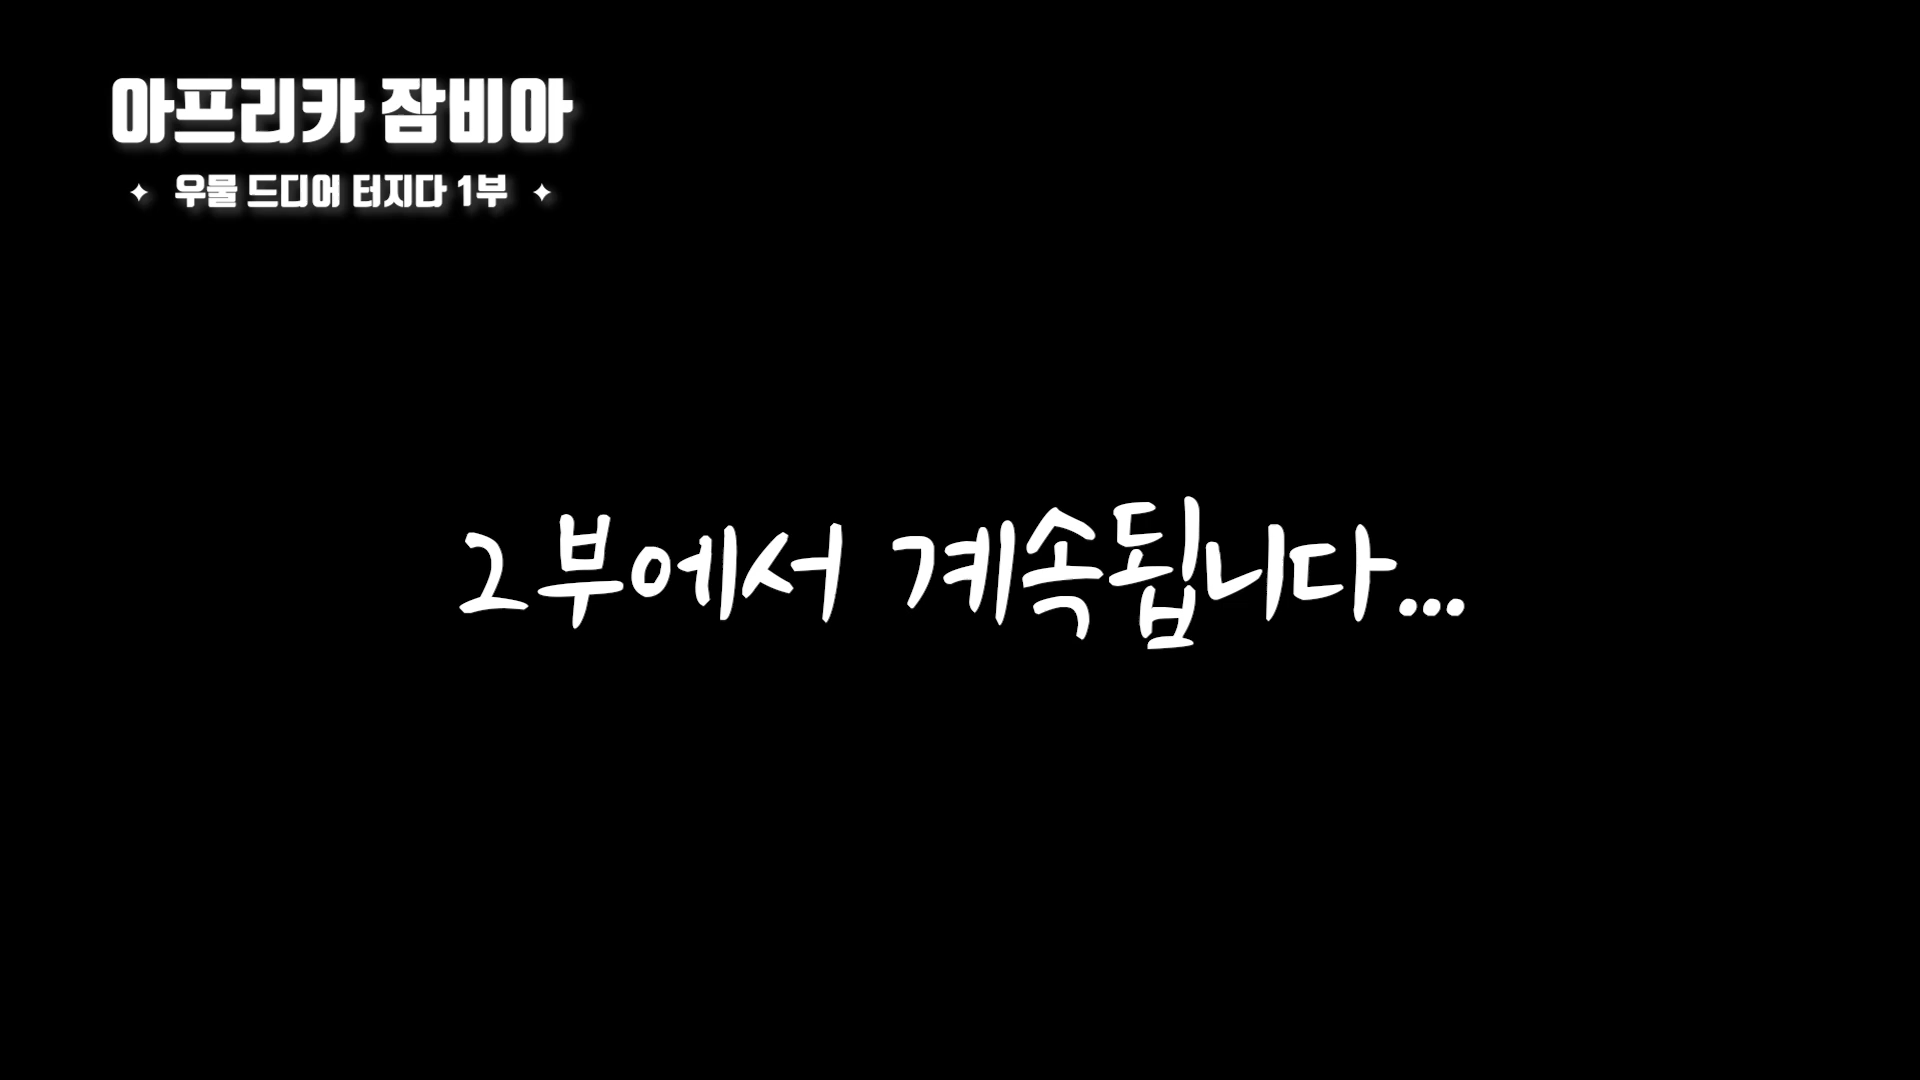 아프리카 잠비아
✦ 우물 드디어 터지다 1부 ✦
2부에서 계속됩니다...